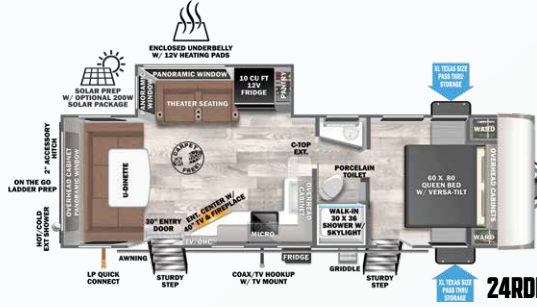 ENCLOSED UNDERBELLY
W/ 12V HEATING PADS
SOLAR PREP
W/ OPTIONAL 200W
SOLAR PACKAGE
PANORAMIC WINDOW
PANORAMIC
WINDOW
THEATER SEATING
10 CU FT
12V
FRIDGE
PANTRY
XL TEXAS SIZE
PASS THRU
STORAGE
2" ACCESSORY
HITCH
ON THE GO
LADDER PREP
HOT/COLD
EXT SHOWER
OVERHEAD CABINET
PANORAMIC WINDOW
U-DINETTE
CARPET
FREE
C-TOP
EXT.
PORCELAIN
TOILET
WAND
60 X 80
QUEEN BED
W/ VERSA-TILT
OVERHEAD CABINETS
WAND
30" ENTRY
DOOR
ENT. CENTER W/
40" TV & FIREPLACE
OVERHEAD
CABINET
WALK-IN
30 X 36
SHOWER W/
SKYLIGHT
TV/OHC
MICRO
FRIDGE
AWNING
GRIDDLE
LP QUICK
CONNECT
STURDY
STEP
COAX/TV HOOKUP
W/ TV MOUNT
STURDY
STEP
XL TEXAS SIZE
PASS THRU
STORAGE